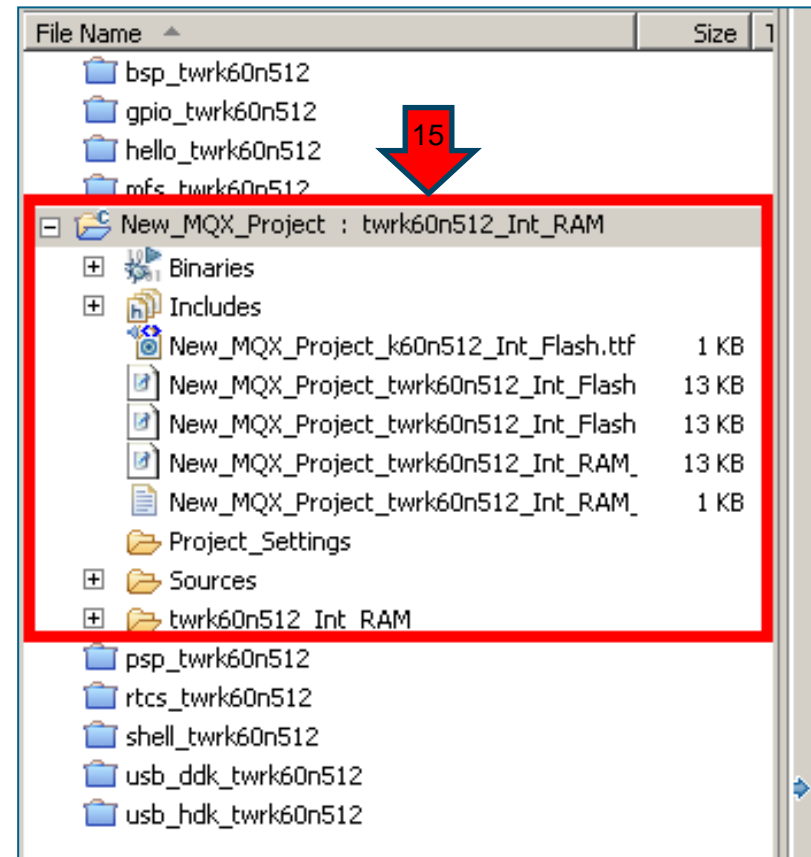 File Name Size
bsp_twrk60n512
gpio_twrk60n512
15
hello_twrk60n512
mfs_twrk60n512
New_MQX_Project : twrk60n512_Int_RAM
Binaries
Includes
New_MQX_Project_k60n512_Int_Flash.ttf 1 KB
New_MQX_Project_twrk60n512_Int_Flash 13 KB
New_MQX_Project_twrk60n512_Int_Flash 13 KB
New_MQX_Project_twrk60n512_Int_RAM_ 13 KB
New_MQX_Project_twrk60n512_Int_RAM_ 1 KB
Project_Settings
Sources
twrk60n512_Int_RAM
psp_twrk60n512
rtcs_twrk60n512
shell_twrk60n512
usb_ddk_twrk60n512
usb_hdk_twrk60n512